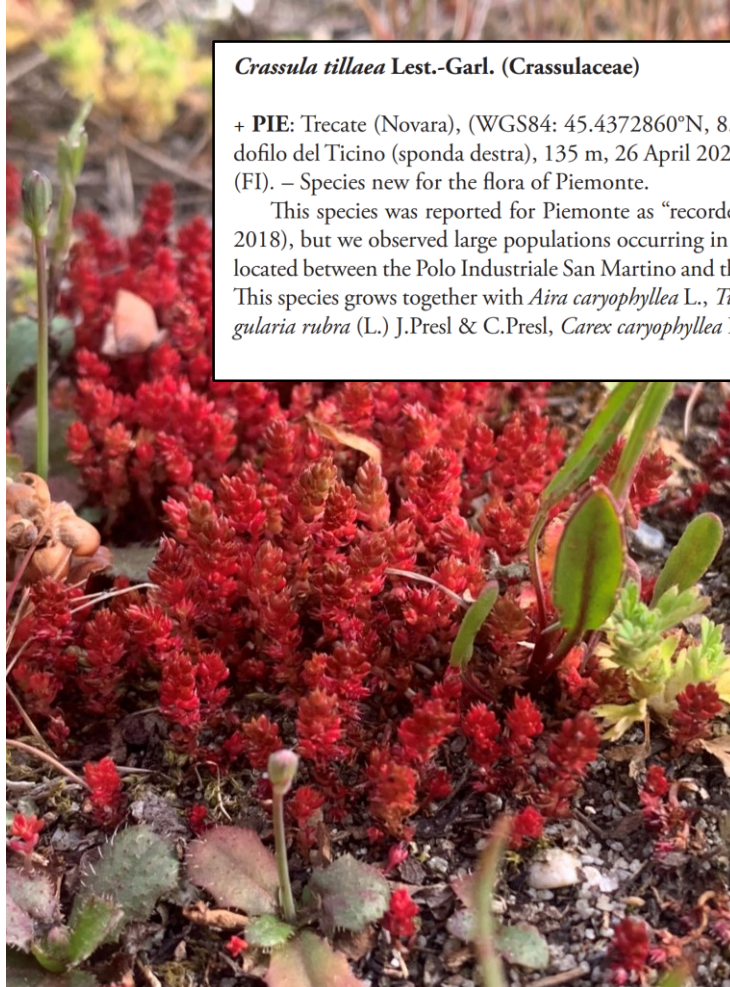 Crassula tillaea Lest.-Garl. (Crassulaceae)
+ PIE: Trecate (Novara), (WGS84: 45.4372860°N, 8.
dofilo del Ticino (sponda destra), 135 m, 26 April 202
(FI). – Species new for the flora of Piemonte.
This species was reported for Piemonte as “recorde
2018), but we observed large populations occurring in
located between the Polo Industriale San Martino and th
This species grows together with Aira caryophyllea L., Ti
gularia rubra (L.) J.Presl & C.Presl, Carex caryophyllea